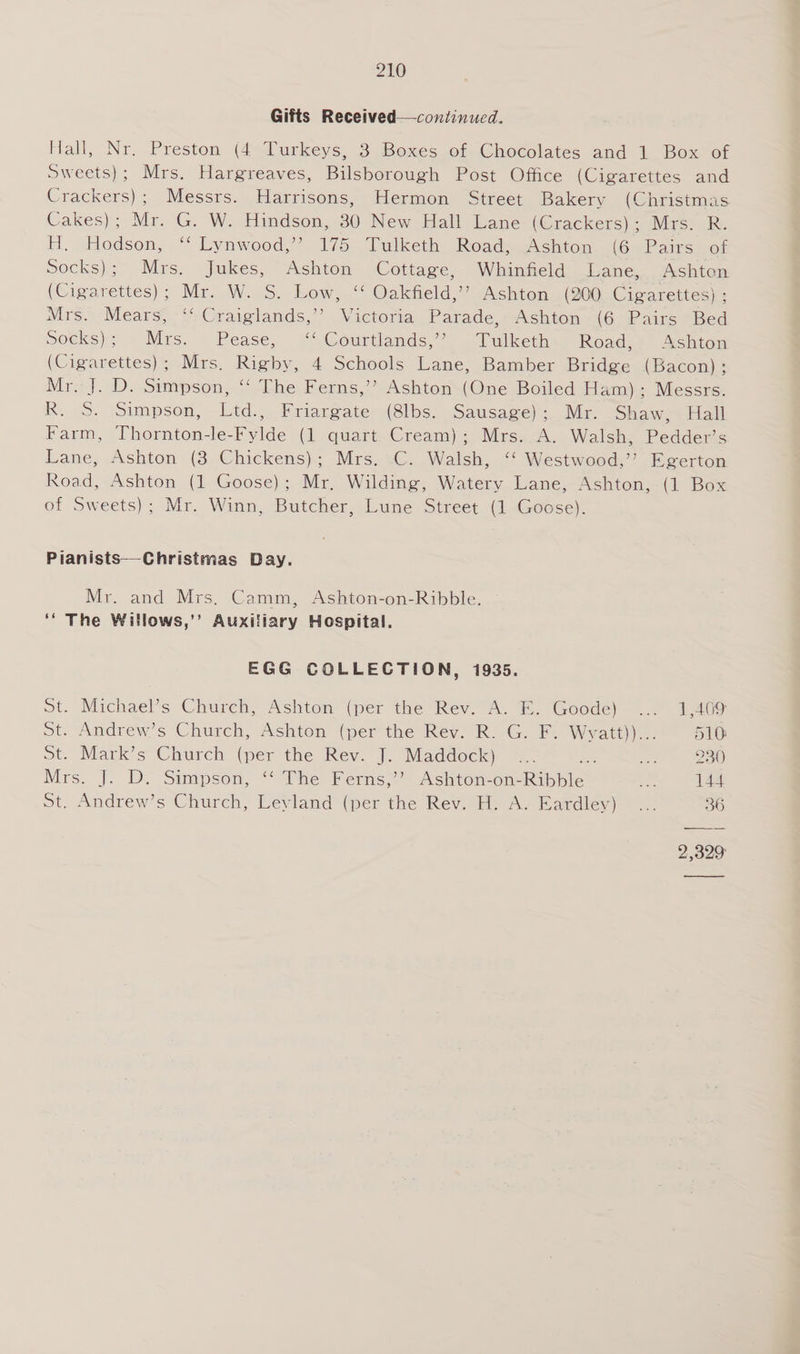 210
Gifts Received—continued.
Hall, Nr. Preston (4 Turkeys, 3 Boxes of Chocolates and 1 Box of
Sweets); Mrs. Hargreaves, Bilsborough Post Office (Cigarettes and
Crackers); Messrs. Harrisons, Hermon Street Bakery (Christmas
Cakes); Mr. G. W. Hindson, 30 New Hall Lane (Crackers); Mrs. R.
H. Hodson, “ Lynwood,” 175 Tulketh Road, Ashton (6 Pairs of
Socks); Mrs. Jukes, Ashton Cottage, Whinfield Lane, Ashton
(Cigarettes); Mr. W. S. Low, “ Oakfield,” Ashton (200 Cigarettes);
Mrs. Mears, “ Craiglands,” Victoria Parade, Ashton (6 Pairs Bed
Socks); Mrs. Pease, “ Courtlands,” Tulketh Road, Ashton
(Cigarettes); Mrs. Rigby, 4 Schools Lane, Bamber Bridge (Bacon);
Mr. J. D. Simpson, “ The Ferns,” Ashton (One Boiled Ham); Messrs.
R. S. Simpson, Ltd., Friargate (8lbs. Sausage); Mr. Shaw, Hall
Farm, Thornton-le-Fylde (1 quart Cream); Mrs. A. Walsh, Pedder’s
Lane, Ashton (3 Chickens); Mrs. C. Walsh, “ Westwood,” Egerton
Road, Ashton (1 Goose); Mr. Wilding, Watery Lane, Ashton, (1 Box
of Sweets); Mr. Winn, Butcher, Lune Street (1 Goose).
Pianists—Christmas Day.
Mr. and Mrs. Camm, Ashton-on-Ribble.
“ The Willows,” Auxiliary Hospital.
EGG COLLECTION, 1935.
St. Michael’s Church, Ashton (per the Rev. A. E. Goode) ... 1,409
St. Andrew’s Church, Ashton (per the Rev. R. G. F. Wyatt))... 510
St. Mark’s Church (per the Rev. J. Maddock) ... ... ... 230
Mrs. J. D. Simpson, “ The Ferns,” Ashton-on-Ribble ... 144
St. Andrew’s Church, Leyland (per the Rev. H. A. Eardley) ... 36
2,329